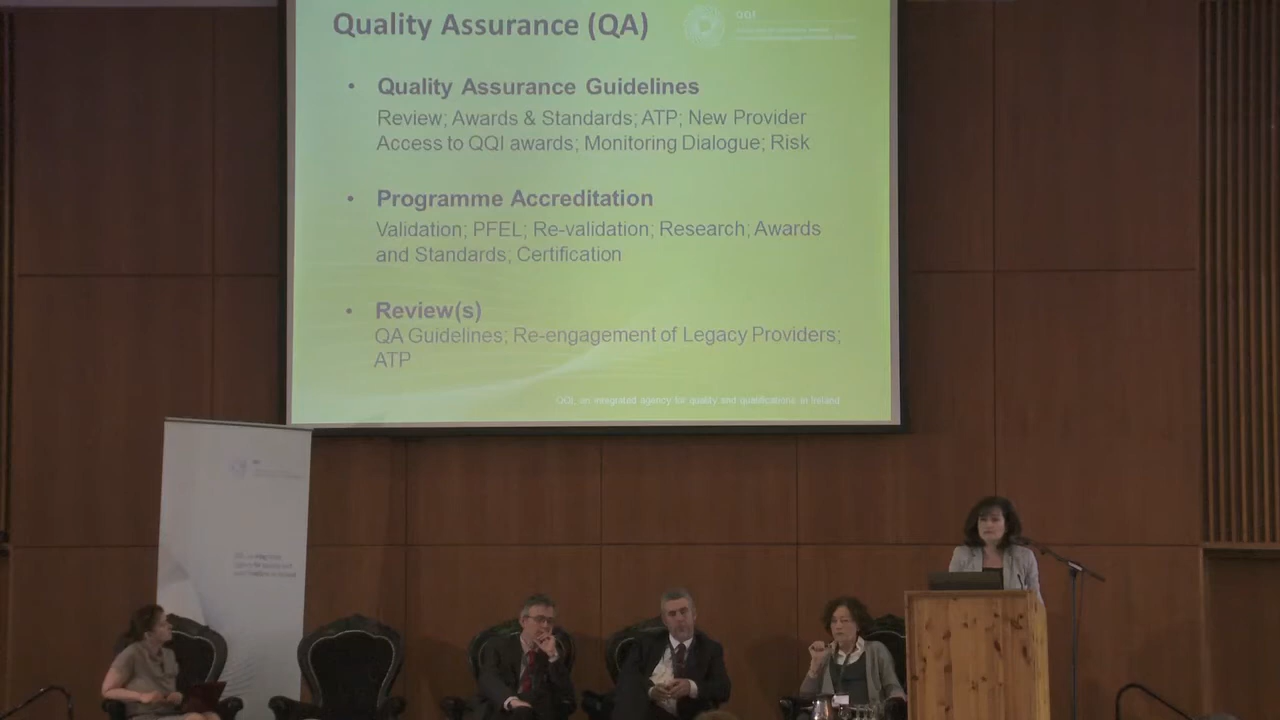 Quality Assurance (QA)
QQI
• Quality Assurance Guidelines
Review; Awards & Standards; ATP; New Provider
Access to QQI awards; Monitoring Dialogue; Risk
• Programme Accreditation
Validation; PFEL; Re-validation; Research; Awards
and Standards; Certification
• Review(s)
QA Guidelines; Re-engagement of Legacy Providers;
ATP
QQI, an integrated agency for quality and qualifications in Ireland